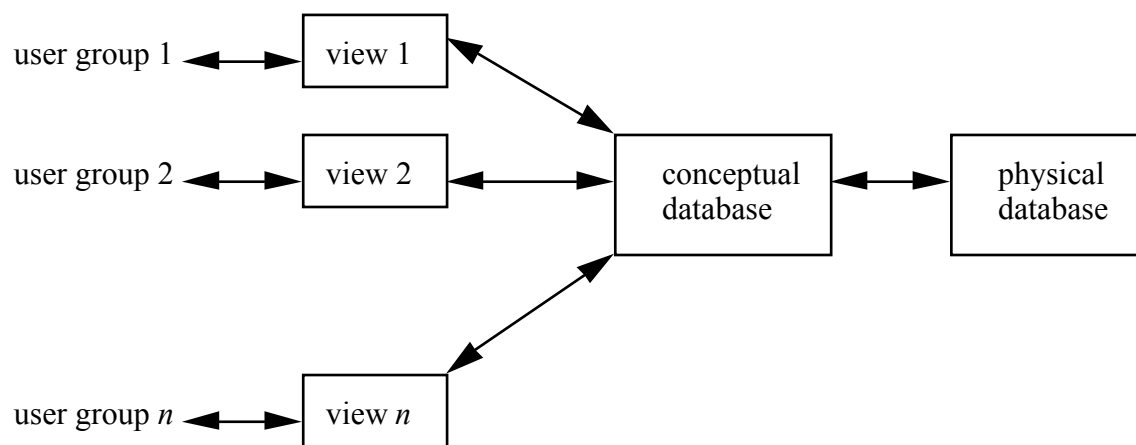 user group 1
view 1
user group 2
view 2
conceptual
database
physical
database
user group n
view n